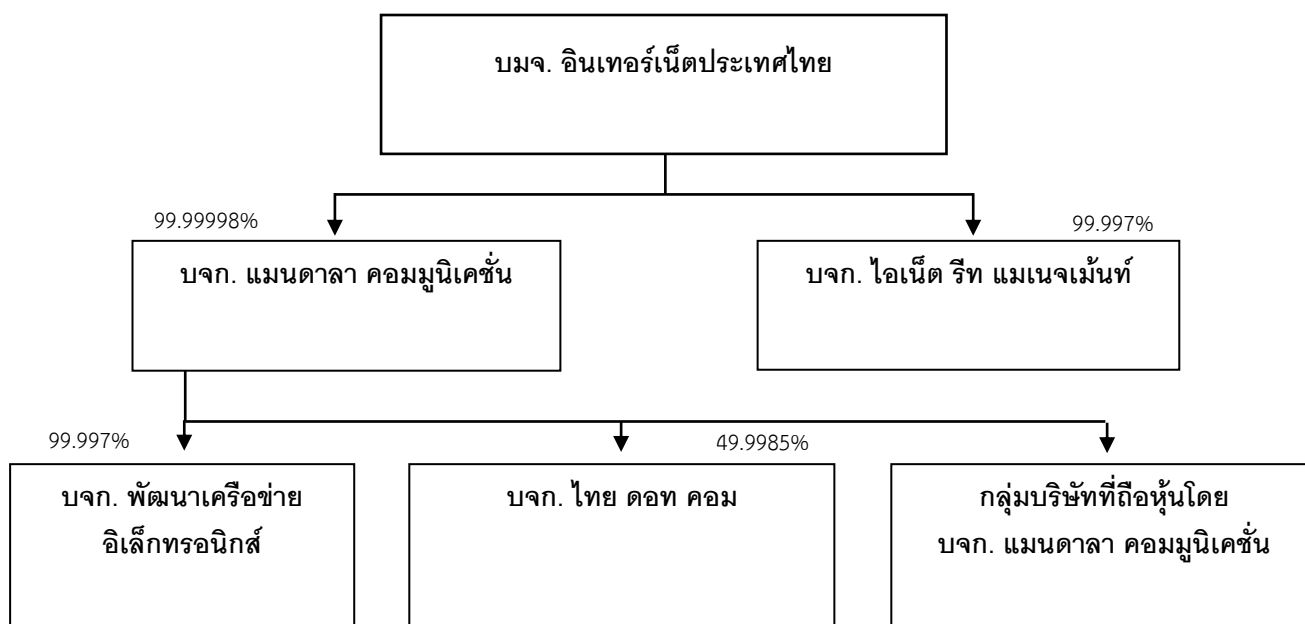 บมจ. อินเทอร์เน็ตประเทศไทย
99.99998%
99.997%
บจก. แมนดาลา คอมมูนิเคชั่น
บจก. ไอเน็ต รีท แมเนจเม้นท์
99.997%
49.9985%
บจก. พัฒนาเครือข่าย
อิเล็กทรอนิกส์
บจก. ไทย ดอท คอม
กลุ่มบริษัทที่ถือหุ้นโดย
บจก. แมนดาลา คอมมูนิเคชั่น